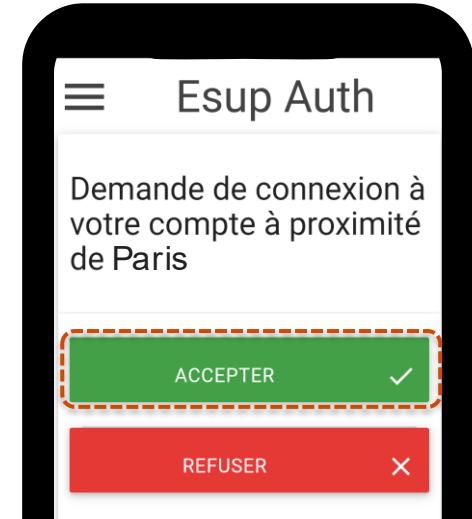 Esup Auth
Demande de connexion à
votre compte à proximité
de Paris
ACCEPTER
REFUSER